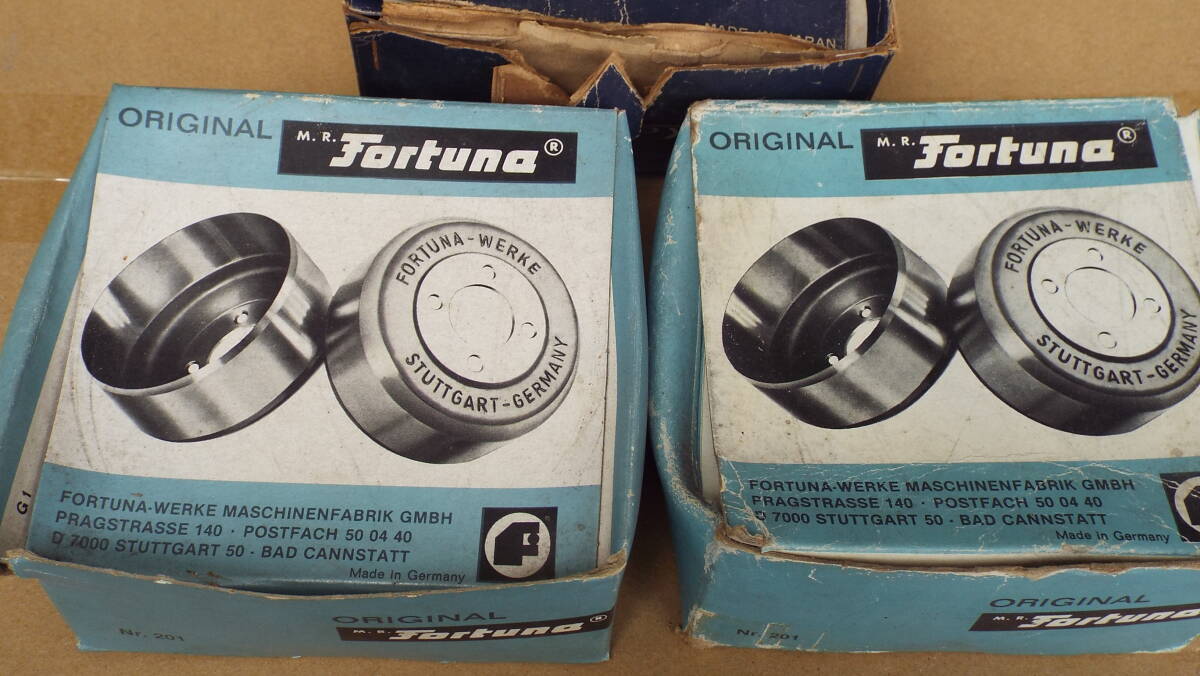 MADE IN JAPAN
ORIGINAL M. R. Fortuna ®
FORTUNA-WERKE
STUTTGART-GERMANY
G1
FORTUNA-WERKE MASCHINENFABRIK GMBH
PRAGSTRASSE 140 · POSTFACH 50 04 40
D 7000 STUTTGART 50 · BAD CANNSTATT
Made in Germany
ORIGINAL
M. R. Fortuna ®
Nr. 201
ORIGINAL M. R. Fortuna ®
FORTUNA-WERKE
STUTTGART-GERMANY
FORTUNA-WERKE MASCHINENFABRIK GMBH
PRAGSTRASSE 140 · POSTFACH 50 04 40
D 7000 STUTTGART 50 · BAD CANNSTATT
Made in Germany
ORIGINAL
M. R. Fortuna
Nr. 201